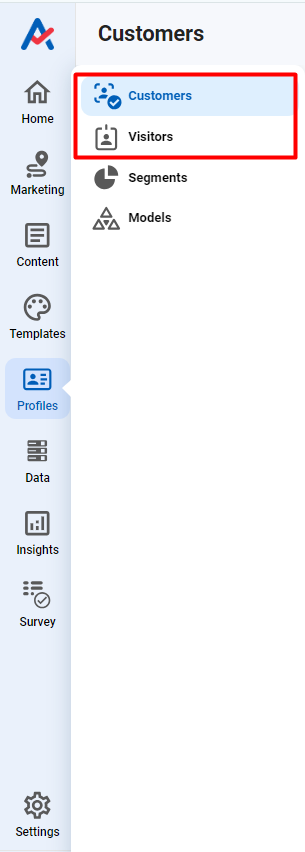 Customers
Home
Marketing
Content
Templates
Profiles
Data
Insights
Survey
Settings
Customers
Visitors
Segments
Models